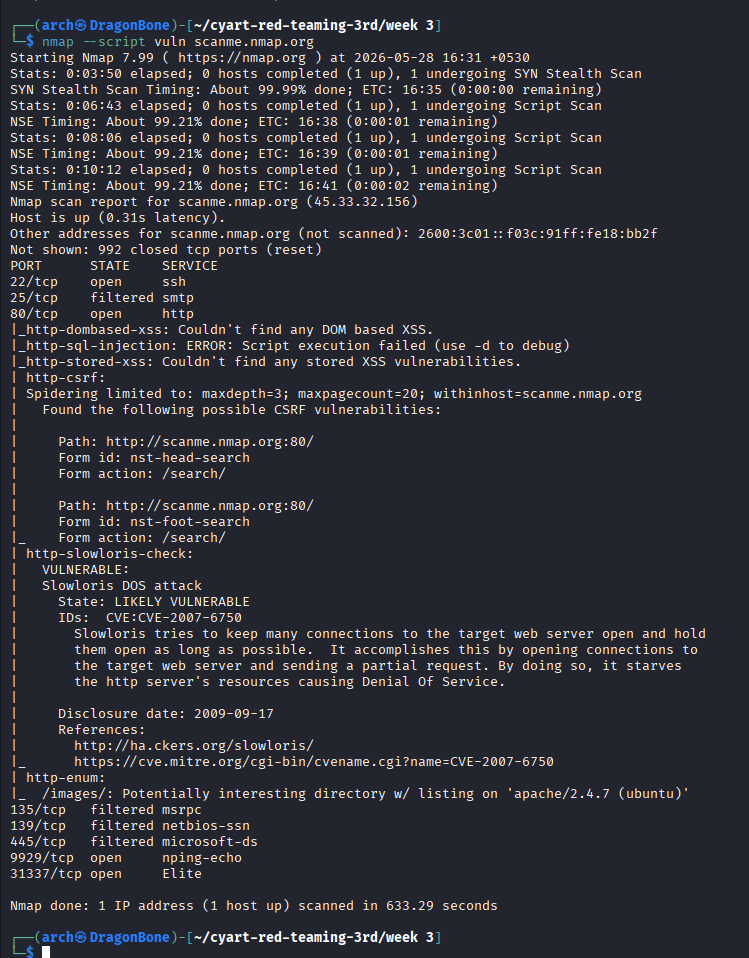 ┌──(arch㉿DragonBone)-[~/cyart-red-teaming-3rd/week 3]
└─$ nmap --script vuln scanme.nmap.org
Starting Nmap 7.99 ( https://nmap.org ) at 2026-05-28 16:31 +0530
Stats: 0:03:50 elapsed; 0 hosts completed (1 up), 1 undergoing SYN Stealth Scan
SYN Stealth Scan Timing: About 99.99% done; ETC: 16:35 (0:00:00 remaining)
Stats: 0:06:43 elapsed; 0 hosts completed (1 up), 1 undergoing Script Scan
NSE Timing: About 99.21% done; ETC: 16:38 (0:00:01 remaining)
Stats: 0:08:06 elapsed; 0 hosts completed (1 up), 1 undergoing Script Scan
NSE Timing: About 99.21% done; ETC: 16:39 (0:00:01 remaining)
Stats: 0:10:12 elapsed; 0 hosts completed (1 up), 1 undergoing Script Scan
NSE Timing: About 99.21% done; ETC: 16:41 (0:00:02 remaining)
Nmap scan report for scanme.nmap.org (45.33.32.156)
Host is up (0.31s latency).
Other addresses for scanme.nmap.org (not scanned): 2600:3c01::f03c:91ff:fe18:bb2f
Not shown: 992 closed tcp ports (reset)
PORT      STATE    SERVICE
22/tcp    open     ssh
25/tcp    filtered smtp
80/tcp    open     http
|_http-dombased-xss: Couldn't find any DOM based XSS.
|_http-sql-injection: ERROR: Script execution failed (use -d to debug)
|_http-stored-xss: Couldn't find any stored XSS vulnerabilities.
| http-csrf:
| Spidering limited to: maxdepth=3; maxpagecount=20; withinhost=scanme.nmap.org
|   Found the following possible CSRF vulnerabilities:
|
|     Path: http://scanme.nmap.org:80/
|     Form id: nst-head-search
|     Form action: /search/
|
|     Path: http://scanme.nmap.org:80/
|     Form id: nst-foot-search
|_    Form action: /search/
| http-slowloris-check:
|   VULNERABLE:
|   Slowloris DOS attack
|     State: LIKELY VULNERABLE
|     IDs:  CVE:CVE-2007-6750
|       Slowloris tries to keep many connections to the target web server open and hold
|       them open as long as possible.  It accomplishes this by opening connections to
|       the target web server and sending a partial request. By doing so, it starves
|       the http server's resources causing Denial Of Service.
|
|     Disclosure date: 2009-09-17
|     References:
|       http://ha.ckers.org/slowloris/
|_      https://cve.mitre.org/cgi-bin/cvename.cgi?name=CVE-2007-6750
| http-enum:
|_  /images/: Potentially interesting directory w/ listing on 'apache/2.4.7 (ubuntu)'
135/tcp   filtered msrpc
139/tcp   filtered netbios-ssn
445/tcp   filtered microsoft-ds
9929/tcp  open     nping-echo
31337/tcp open     Elite

Nmap done: 1 IP address (1 host up) scanned in 633.29 seconds

┌──(arch㉿DragonBone)-[~/cyart-red-teaming-3rd/week 3]
└─$